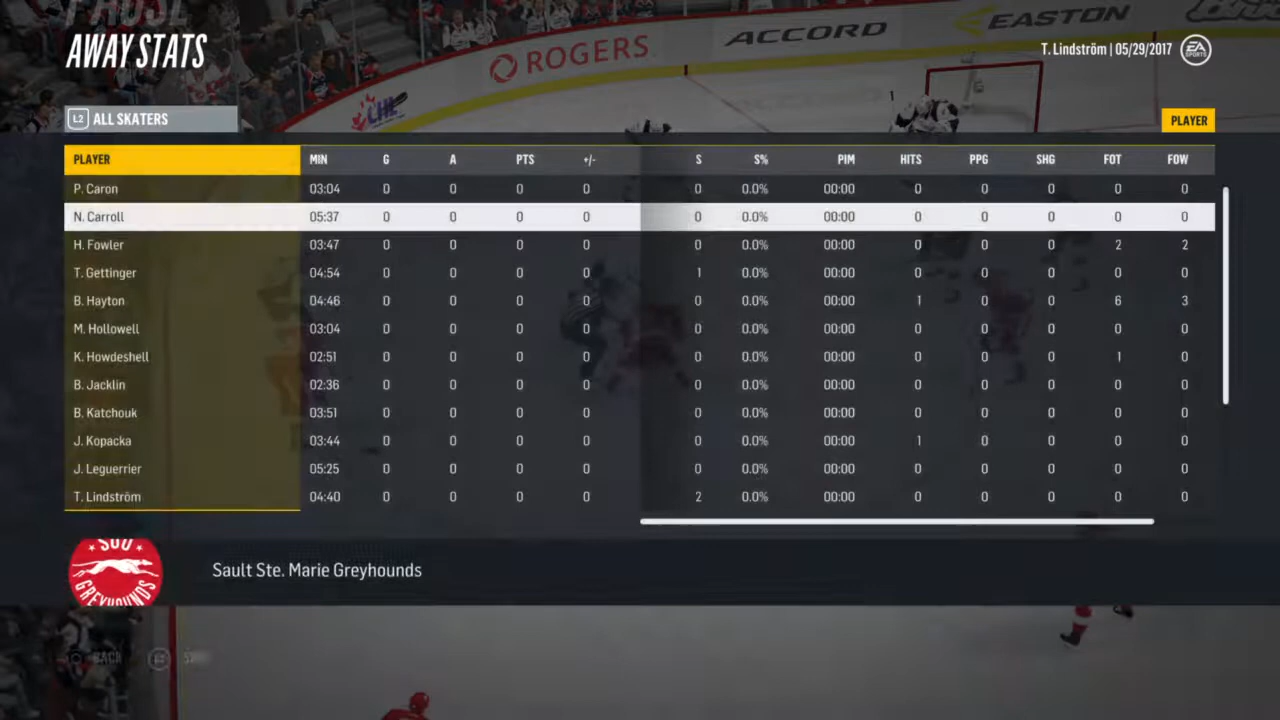 PAUSE
AWAY STATS
T. Lindström | 05/29/2017
EA SPORTS
ROGERS
ACCORD
EASTON
CHL
L2 ALL SKATERS
PLAYER
PLAYER MIN G A PTS +/- S S% PIM HITS PPG SHG FOT FOW
P. Caron 03:04 0 0 0 0 0 0.0% 00:00 0 0 0 0 0
N. Carroll 05:37 0 0 0 0 0 0.0% 00:00 0 0 0 0 0
H. Fowler 03:47 0 0 0 0 0 0.0% 00:00 0 0 0 2 2
T. Gettinger 04:54 0 0 0 0 1 0.0% 00:00 0 0 0 0 0
B. Hayton 04:46 0 0 0 0 0 0.0% 00:00 1 0 0 6 3
M. Hollowell 03:04 0 0 0 0 0 0.0% 00:00 0 0 0 0 0
K. Howdeshell 02:51 0 0 0 0 0 0.0% 00:00 0 0 0 1 0
B. Jacklin 02:36 0 0 0 0 0 0.0% 00:00 0 0 0 0 0
B. Katchouk 03:51 0 0 0 0 0 0.0% 00:00 0 0 0 0 0
J. Kopacka 03:44 0 0 0 0 0 0.0% 00:00 1 0 0 0 0
J. Leguerrier 05:25 0 0 0 0 0 0.0% 00:00 0 0 0 0 0
T. Lindström 04:40 0 0 0 0 2 0.0% 00:00 0 0 0 0 0
SOO
GREYHOUNDS
Sault Ste. Marie Greyhounds
BACK